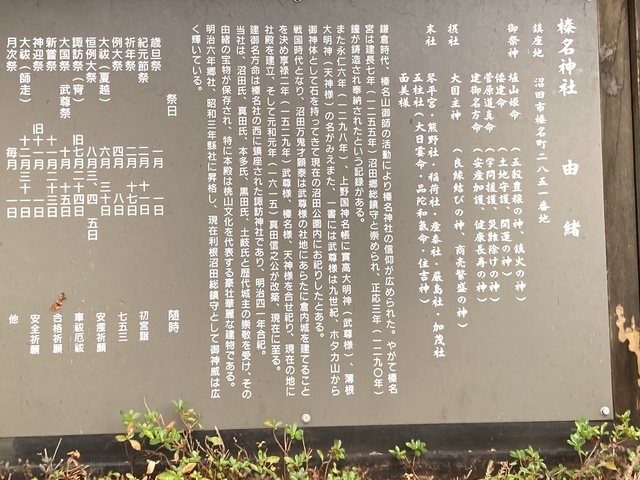 榛名神社　由緒
鎮座地　沼田市榛名町二八五一番地
御祭神　埴山姫命　（五穀豊穣の神、鎮火の神）
倭建命　（土地守護、開運の神）
菅原道真命　（学問援護、災難除けの神）
建御名方命　（安産加護、健康長寿の神）
摂社　大国主神　（良縁結びの神、商売繁盛の神）
末社　琴平宮・熊野社・稲荷社・産泰社・厳島社・加茂社
五柱社（大日孁命・品陀和氣命・住吉神）
面美様
鎌倉時代、榛名山御師の活動により榛名神社の信仰が広められた。やがて榛名
宮は建長七年（一二五五年）沼田郷総鎮守と崇められ、正応三年（一二九〇年）
鐘が鋳造され奉納されたという記録がある。
また永仁六年（一二九八年）、上野国神名帳に寶高大明神（武尊様）、薄根
大明神（天神様）の名がみえまた、一書には武尊様は九世紀、ホタカ山から
御神体として石を持ってきて現在の沼田公園内にお祀りしたとある。
戦国時代となり、沼田万鬼才顕泰は武尊様の社地にあらたに倉内城を建てること
を決め享禄二年（一五二九年）武尊様、榛名様、天神様を合せ祀り、現在の地に
社殿を建立、そして元和元年（一六一五）真田信之公が改築、現在に至る。
建御名方命は榛名社の西に鎮座された諏訪神社であり、明治四一年合祀。
当社は、沼田氏、真田氏、本多氏、黒田氏、土岐氏と歴代城主の崇敬を受け、その
由緒の宝物が保存され、特に本殿は桃山文化を代表する豪壮華麗な建物である。
明治六年郷社、昭和三年縣社に昇格し、現在利根沼田総鎮守として御神威は広
く輝いている。
祭日　随時
歳旦祭　一月　一日　初宮詣
紀元節祭　二月　十一日　七五三
祈年祭　二月　十七日
例大祭　四月　八日　安産祈願
大祓（夏越）　六月　三十日
恒例大祭　八月三、四、五日　車祓厄祓
諏訪祭（宵）　旧七月二十四日
大国祭　武尊祭　十月　十五日　合格祈願
新嘗祭　十一月二十三日
神迎祭　旧十一月　一日　安全祈願
大祓（師走）　十二月三十一日
月次祭　毎月　一日　他